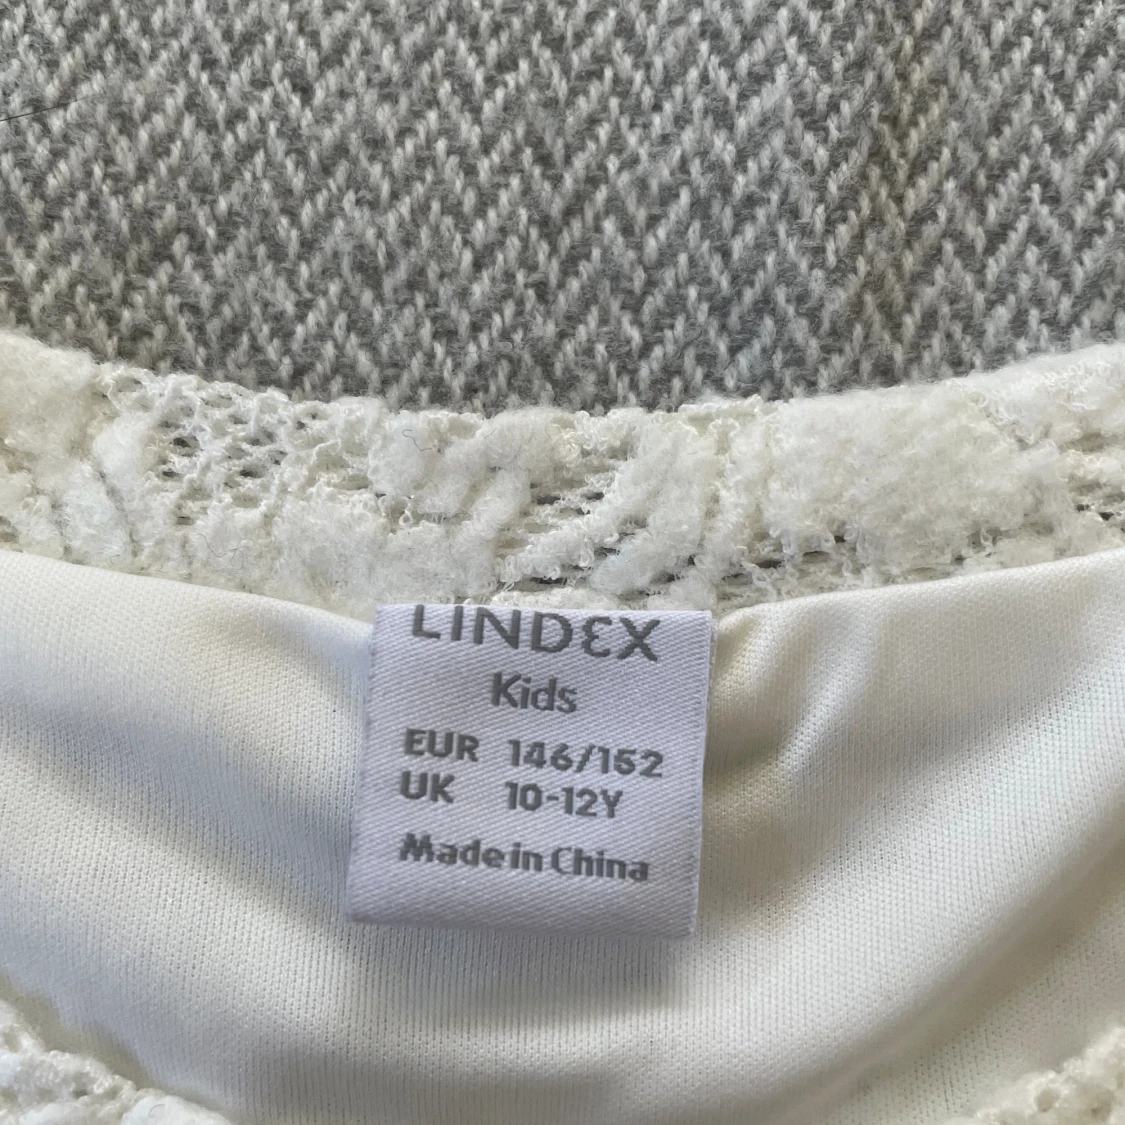 LINDEX
Kids
EUR 146/152
UK 10-12Y
Made in China